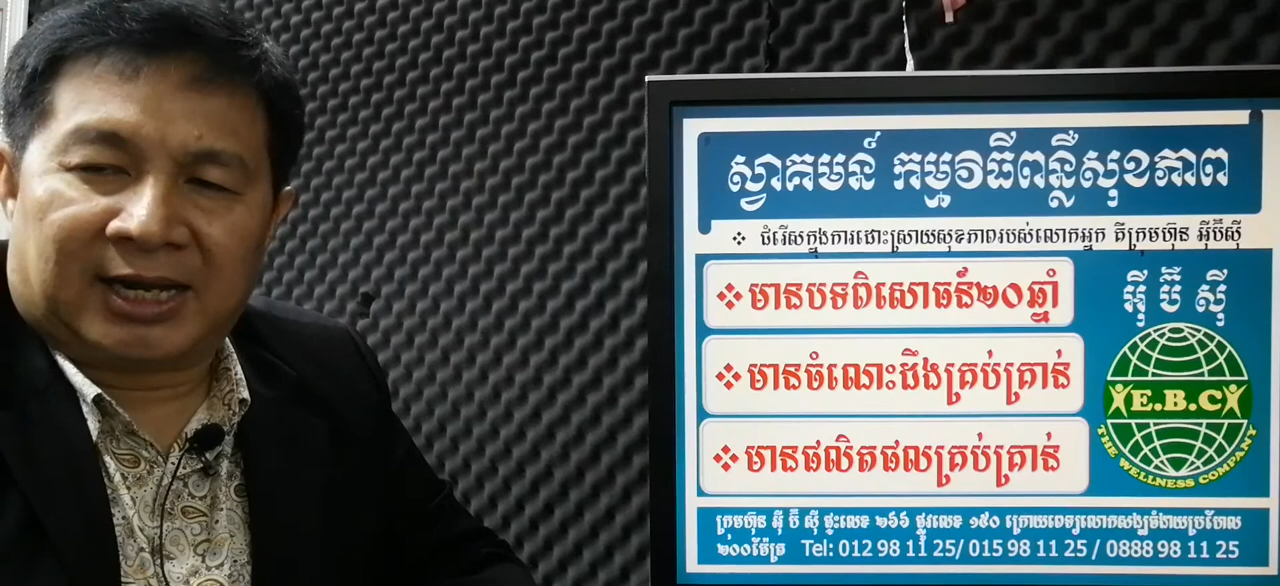 ស្វាគមន៍ កម្មវិធីពន្លឺសុខភាព
❖ ជំរើសក្នុងការដោះស្រាយសុខភាពរបស់លោកអ្នក គឺក្រុមហ៊ុន អ៊ីប៊ីស៊ី
❖មានបទពិសោធន៍២០ឆ្នាំ
❖មានចំណេះដឹងគ្រប់គ្រាន់
❖មានផលិតផលគ្រប់គ្រាន់
អ៊ី ប៊ី ស៊ី
E.B.C
THE WELLNESS COMPANY
ក្រុមហ៊ុន អ៊ី ប៊ី ស៊ី ផ្ទះលេខ ២៦៦ ផ្លូវលេខ ១៥០ ក្រោយពេទ្យលោកសង្ឃចំងាយប្រហែល
២០០ម៉ែត្រ Tel: 012 98 11 25/ 015 98 11 25 / 0888 98 11 25